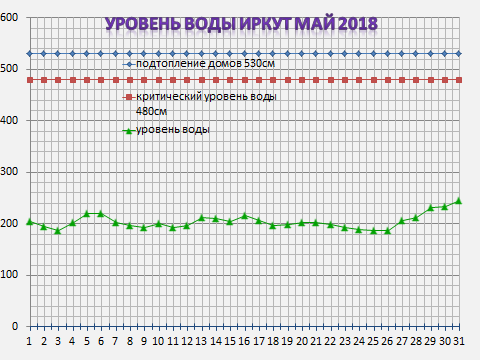 УРОВЕНЬ ВОДЫ ИРКУТ МАЙ 2018
600
подтопление домов 530см
500
критический уровень воды
480см
400
уровень воды
300
200
100
0
1 2 3 4 5 6 7 8 9 10 11 12 13 14 15 16 17 18 19 20 21 22 23 24 25 26 27 28 29 30 31